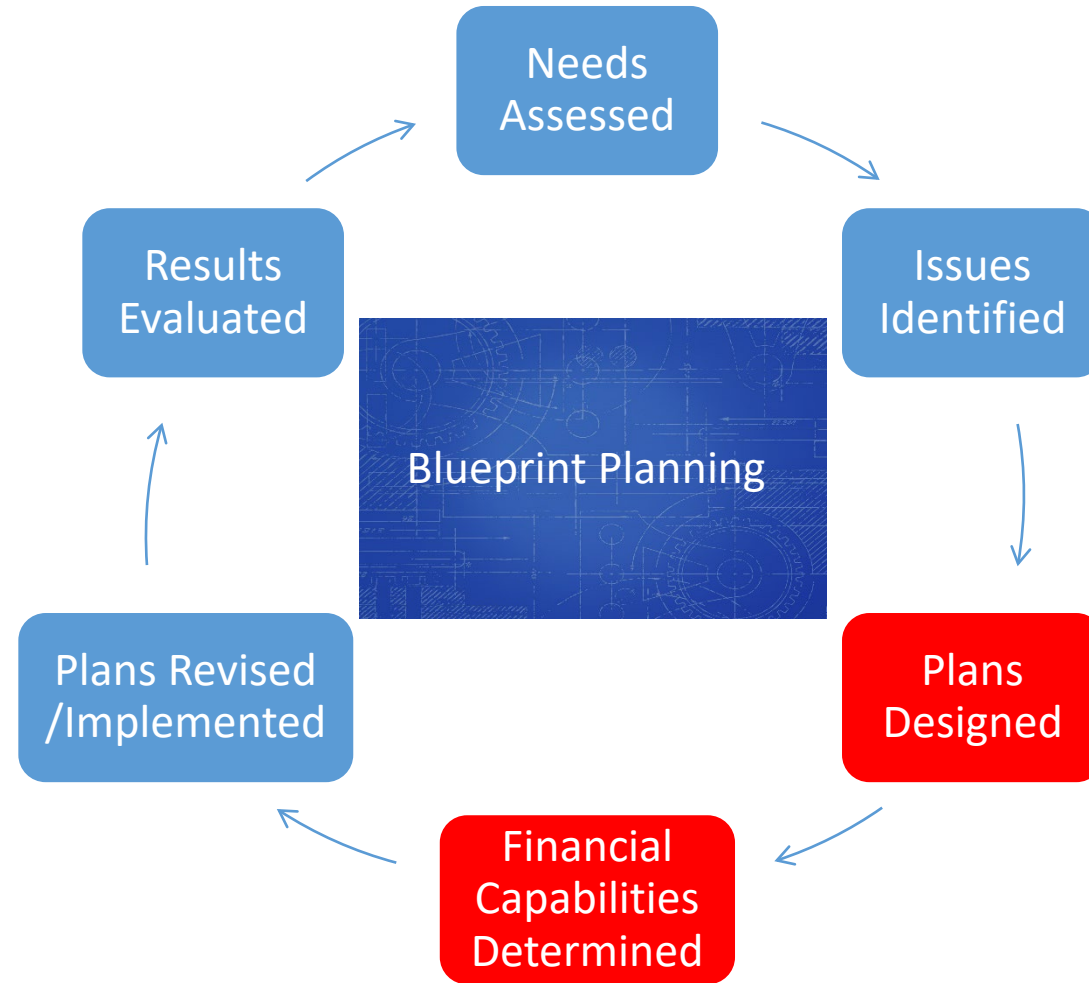 Needs
Assessed
Issues
Identified
Plans
Designed
Financial
Capabilities
Determined
Plans Revised
/Implemented
Results
Evaluated
Blueprint Planning